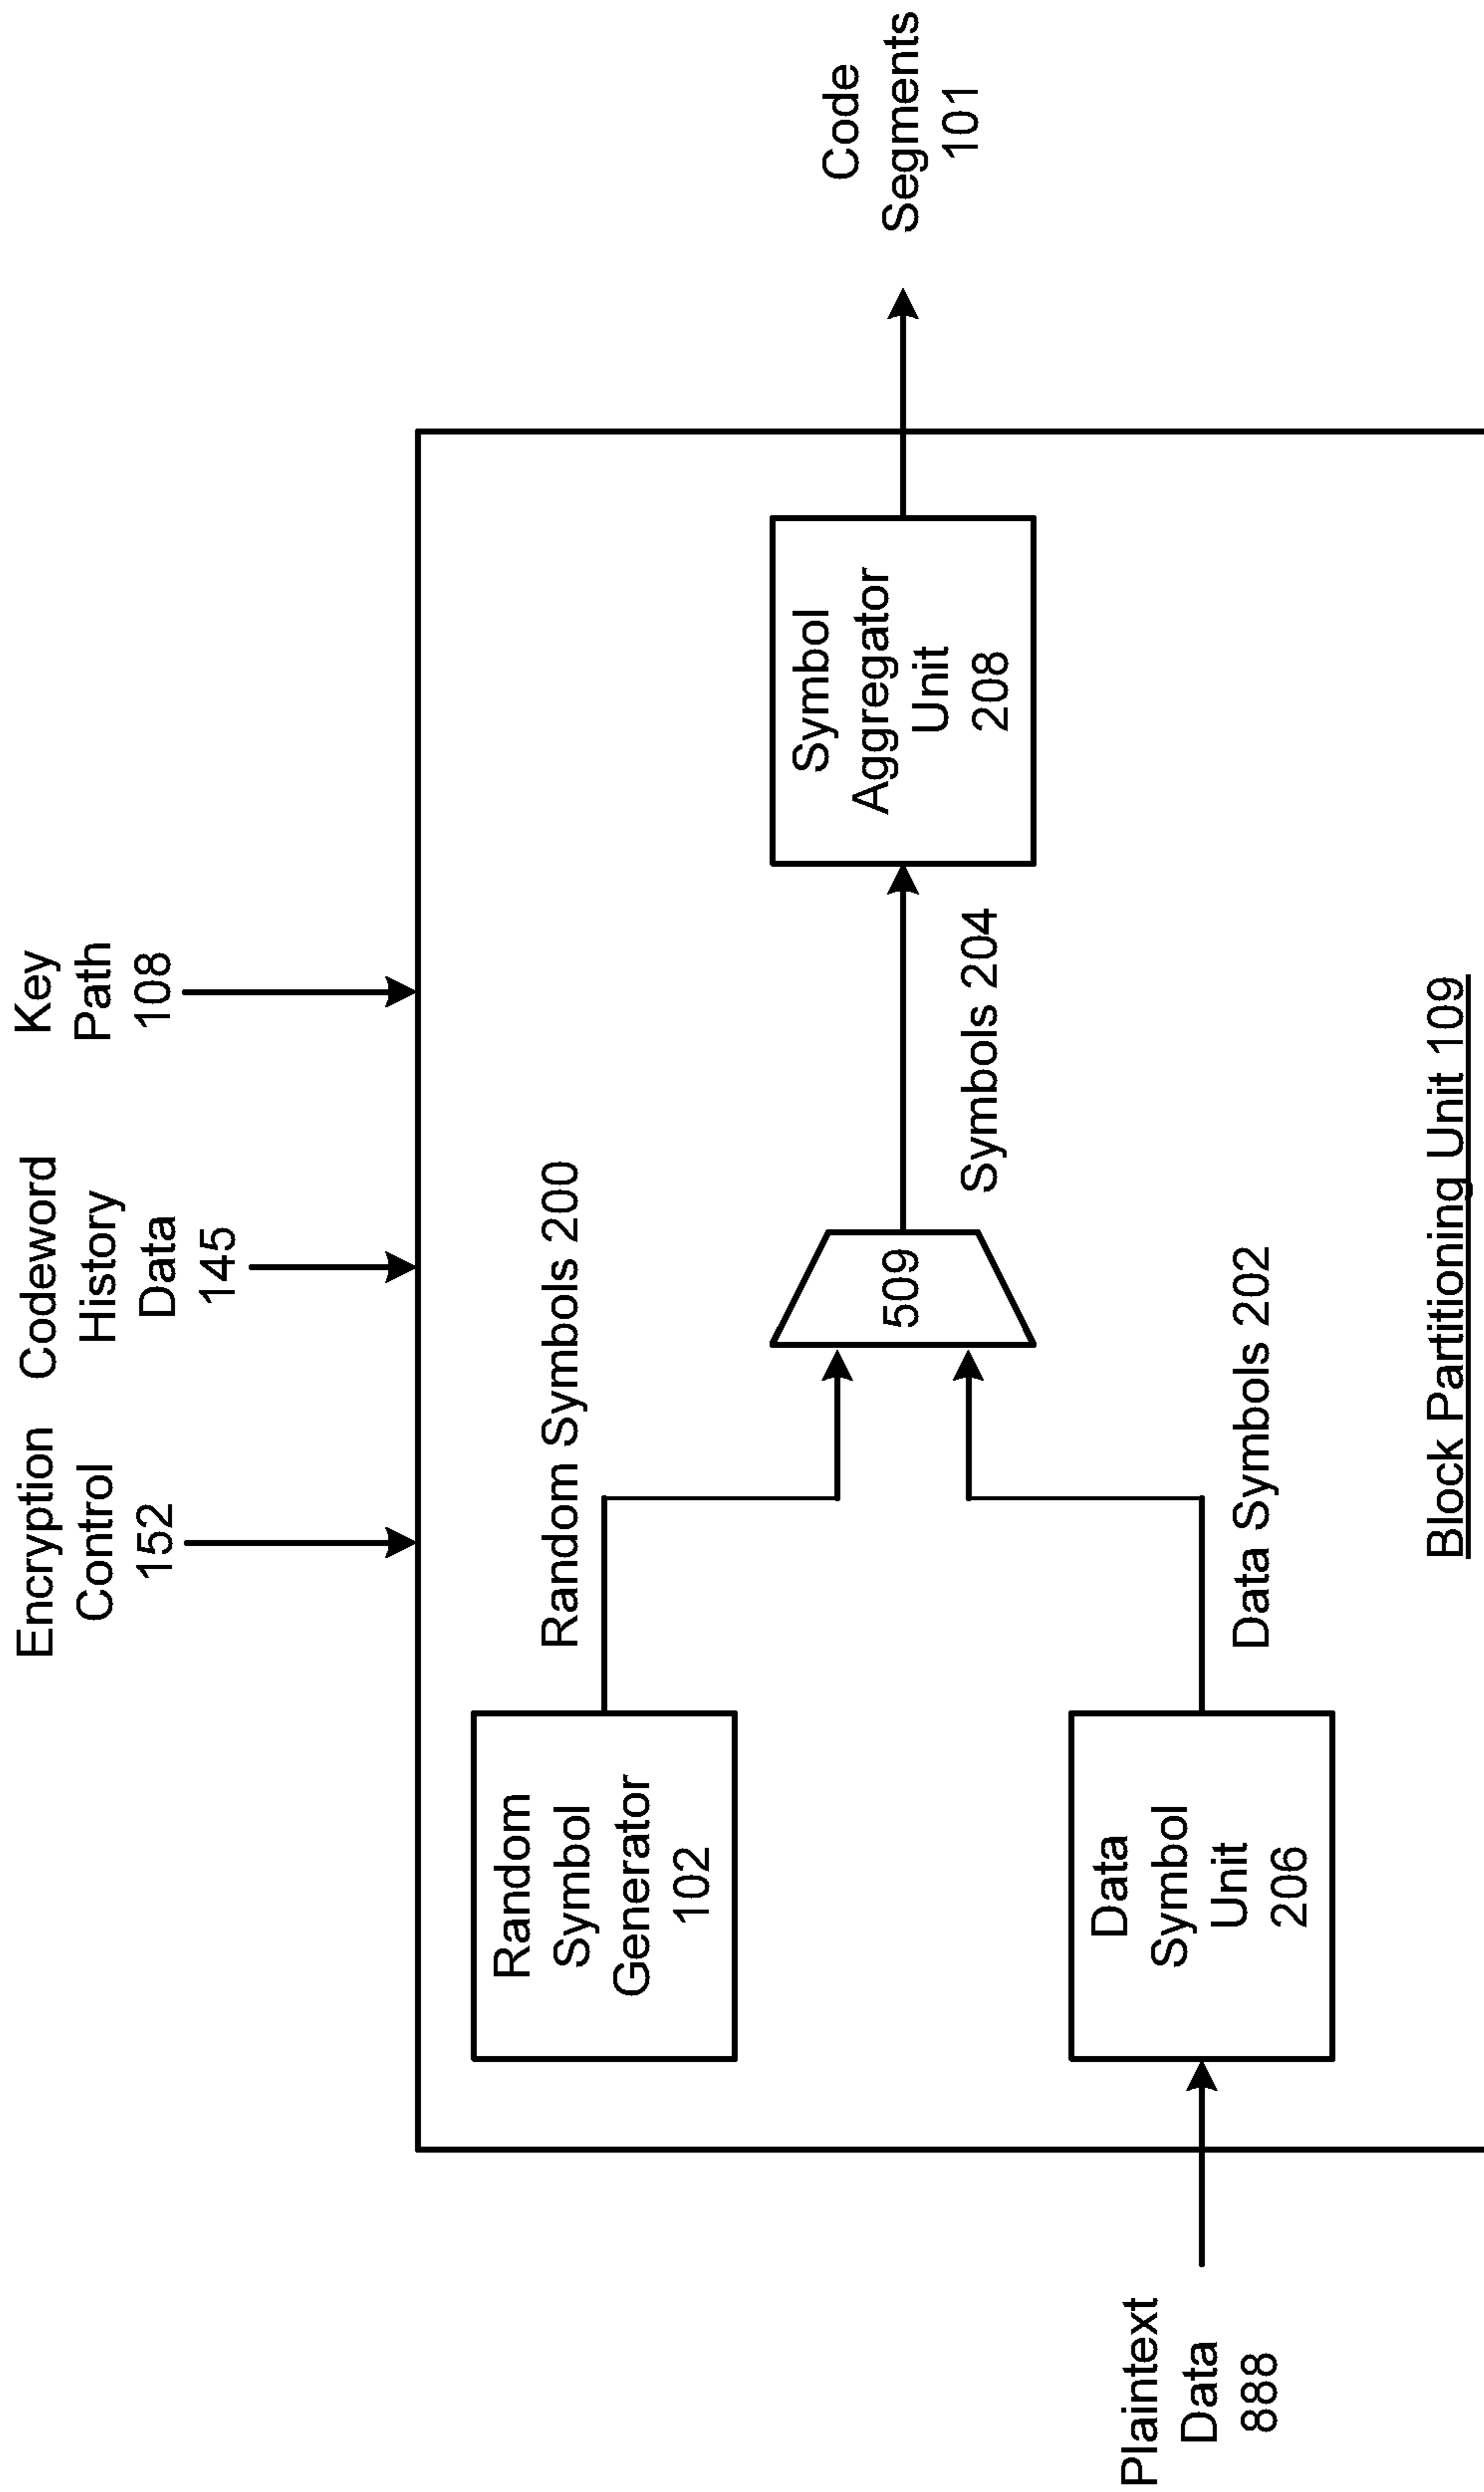 Encryption
Control
152
Codeword
History
Data
145
Key
Path
108
Random
Symbol
Generator
102
Random Symbols 200
Plaintext
Data
888
Data
Symbol
Unit
206
Data Symbols 202
509
Symbols 204
Symbol
Aggregator
Unit
208
Code
Segments
101
Block Partitioning Unit 109